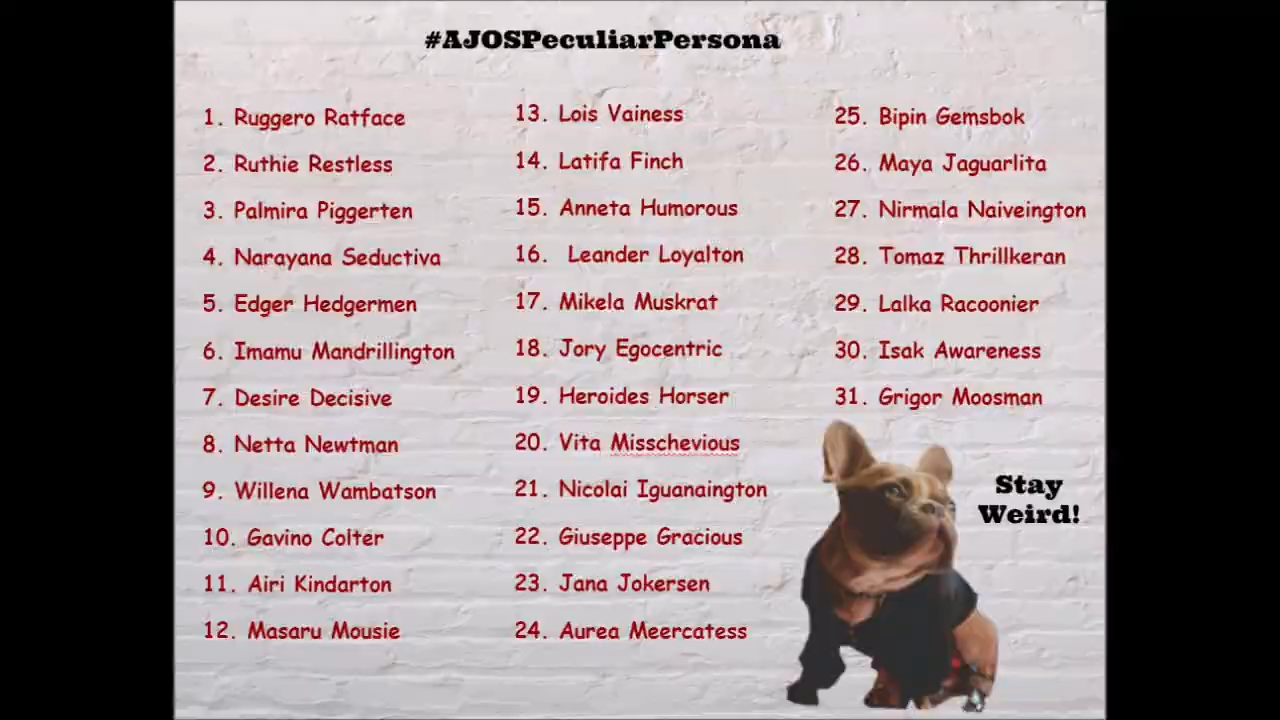 #AJOSPeculiarPersona
1. Ruggero Ratface
2. Ruthie Restless
3. Palmira Piggerten
4. Narayana Seductiva
5. Edger Hedgermen
6. Imamu Mandrillington
7. Desire Decisive
8. Netta Newtman
9. Willena Wambatson
10. Gavino Colter
11. Airi Kindarton
12. Masaru Mousie
13. Lois Vainess
14. Latifa Finch
15. Anneta Humorous
16. Leander Loyalton
17. Mikela Muskrat
18. Jory Egocentric
19. Heroides Horser
20. Vita Misschevious
21. Nicolai Iguanaington
22. Giuseppe Gracious
23. Jana Jokersen
24. Aurea Meercatess
25. Bipin Gemsbok
26. Maya Jaguarlita
27. Nirmala Naiveington
28. Tomaz Thrillkeran
29. Lalka Racoonier
30. Isak Awareness
31. Grigor Moosman
Stay
Weird!